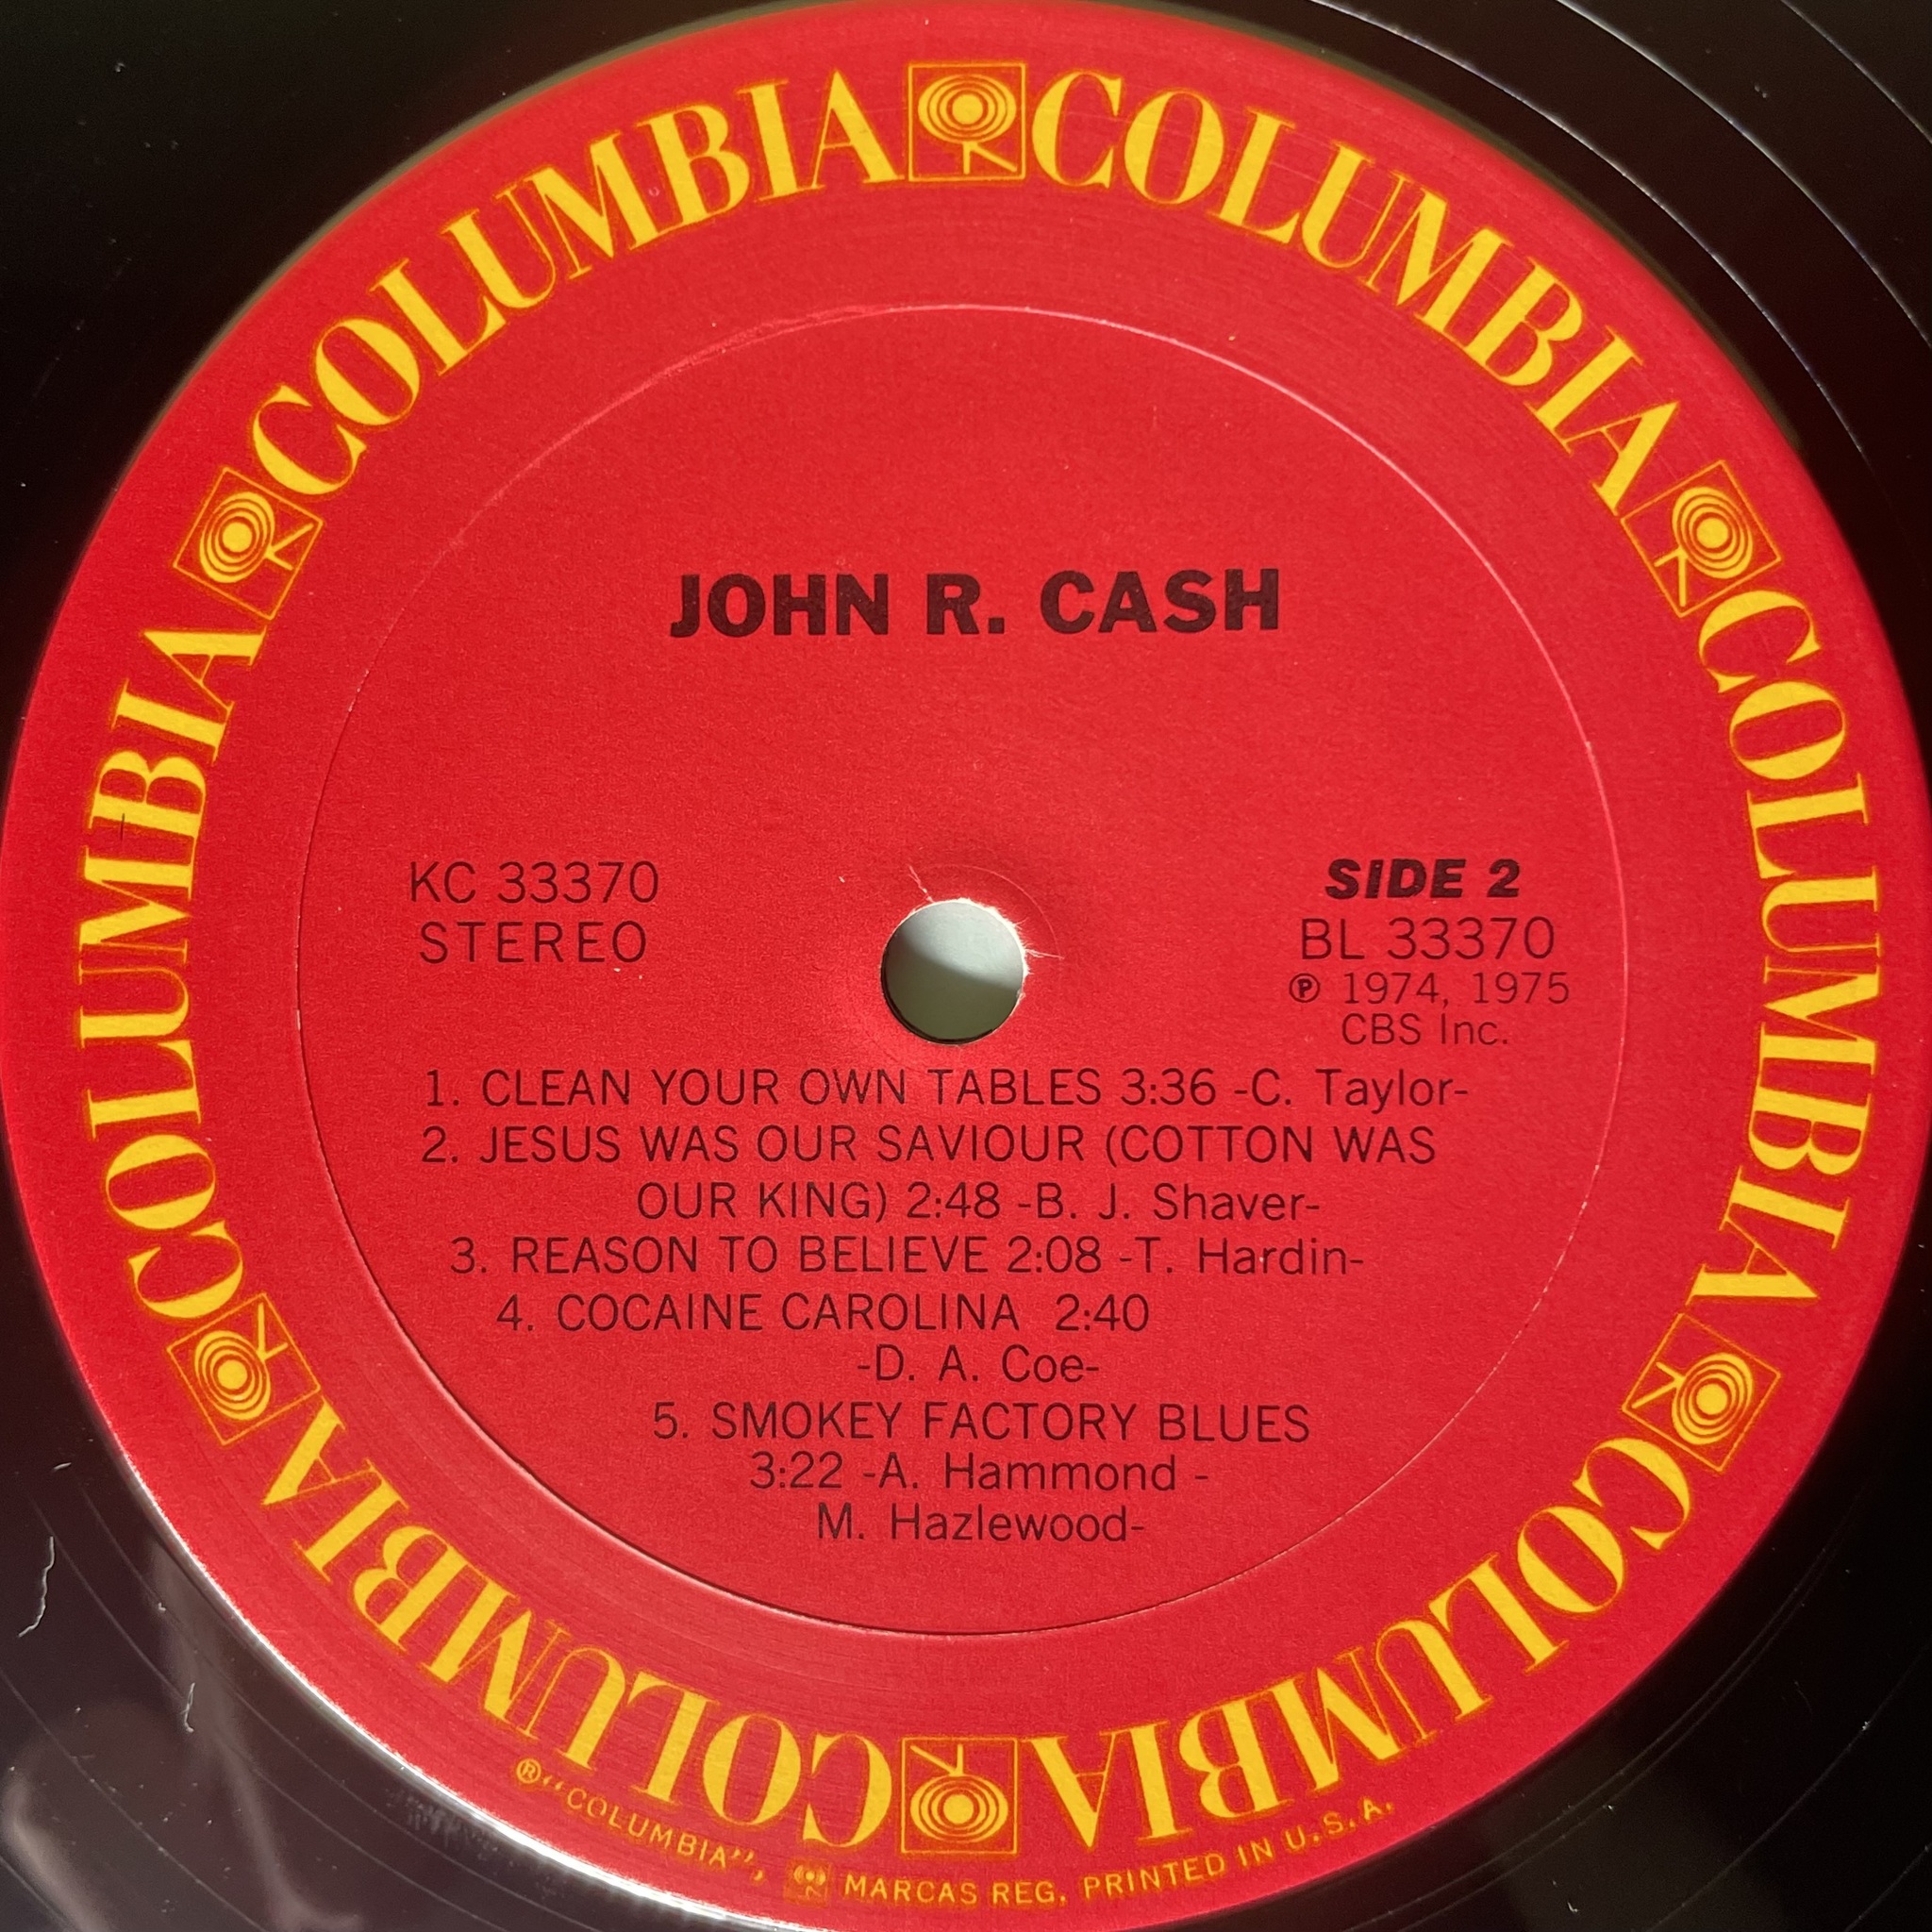 COLUMBIA COLUMBIA COLUMBIA COLUMBIA COLUMBIA COLUMBIA
JOHN R. CASH
KC 33370
STEREO
SIDE 2
BL 33370
℗ 1974, 1975
CBS Inc.
1. CLEAN YOUR OWN TABLES 3:36 -C. Taylor-
2. JESUS WAS OUR SAVIOUR (COTTON WAS
OUR KING) 2:48 -B. J. Shaver-
3. REASON TO BELIEVE 2:08 -T. Hardin-
4. COCAINE CAROLINA 2:40
-D. A. Coe-
5. SMOKEY FACTORY BLUES
3:22 -A. Hammond -
M. Hazlewood-
®"COLUMBIA", MARCAS REG. PRINTED IN U.S.A.